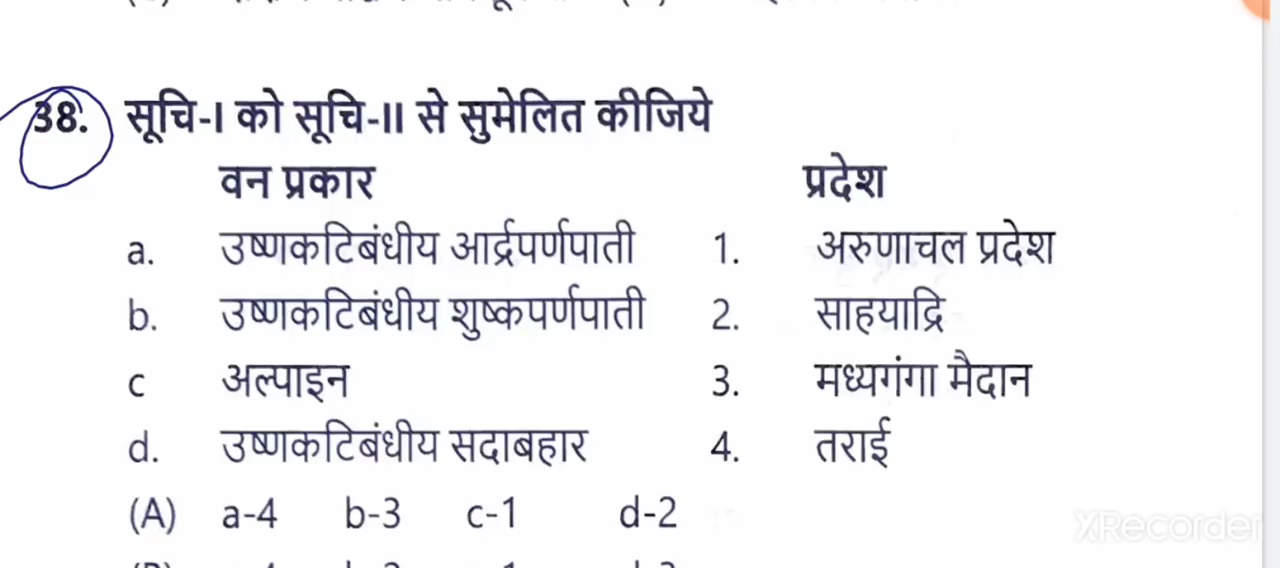 38. सूचि-I को सूचि-II से सुमेलित कीजिये
वन प्रकार प्रदेश
a. उष्णकटिबंधीय आर्द्रपर्णपाती 1. अरुणाचल प्रदेश
b. उष्णकटिबंधीय शुष्कपर्णपाती 2. साहयाद्रि
c अल्पाइन 3. मध्यगंगा मैदान
d. उष्णकटिबंधीय सदाबहार 4. तराई
(A) a-4 b-3 c-1 d-2
XRecorder